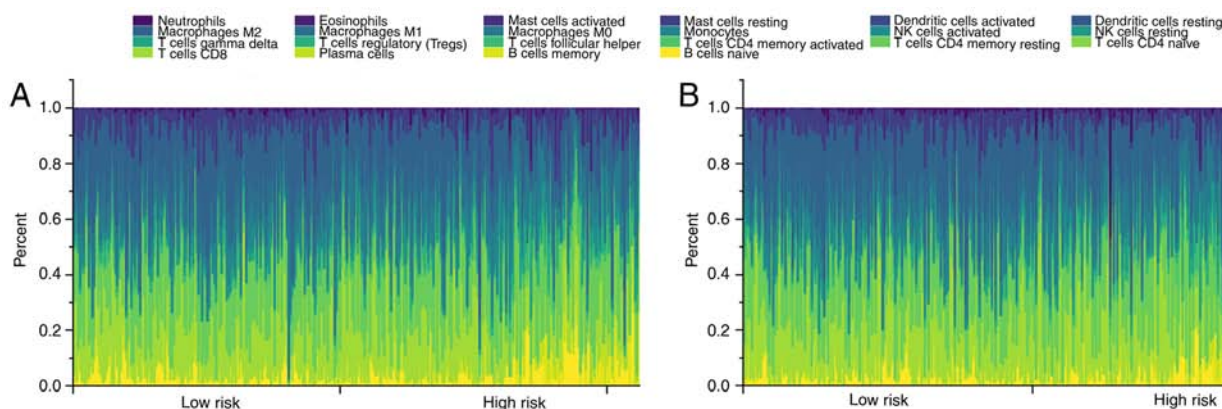 Neutrophils Eosinophils Mast cells activated Mast cells resting Dendritic cells activated Dendritic cells resting
Macrophages M2 Macrophages M1 Macrophages M0 Monocytes NK cells activated NK cells resting
T cells gamma delta T cells regulatory (Tregs) T cells follicular helper T cells CD4 memory activated T cells CD4 memory resting T cells CD4 naïve
T cells CD8 Plasma cells B cells memory B cells naive
A B
1.0 1.0
0.8 0.8
0.6 0.6
Percent Percent
0.4 0.4
0.2 0.2
0.0 0.0
Low risk High risk Low risk High risk